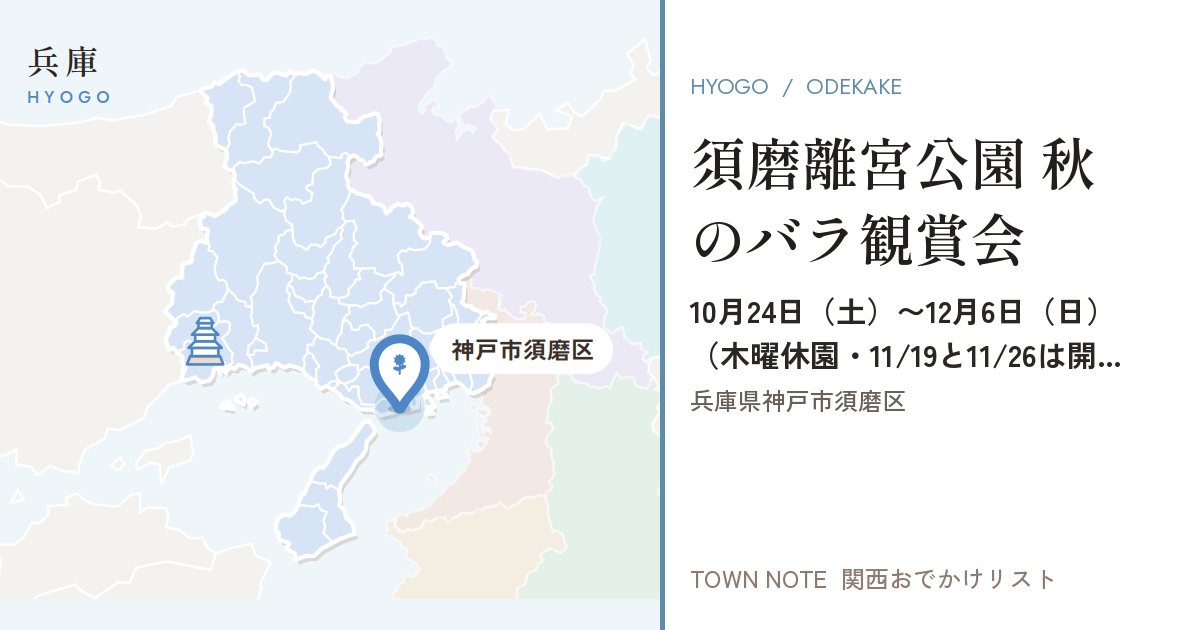 兵庫
HYOGO
神戸市須磨区
HYOGO / ODEKAKE
須磨離宮公園 秋
のバラ観賞会
10月24日（土）〜12月6日（日）
（木曜休園・11/19と11/26は開…
兵庫県神戸市須磨区
TOWN NOTE 関西おでかけリスト